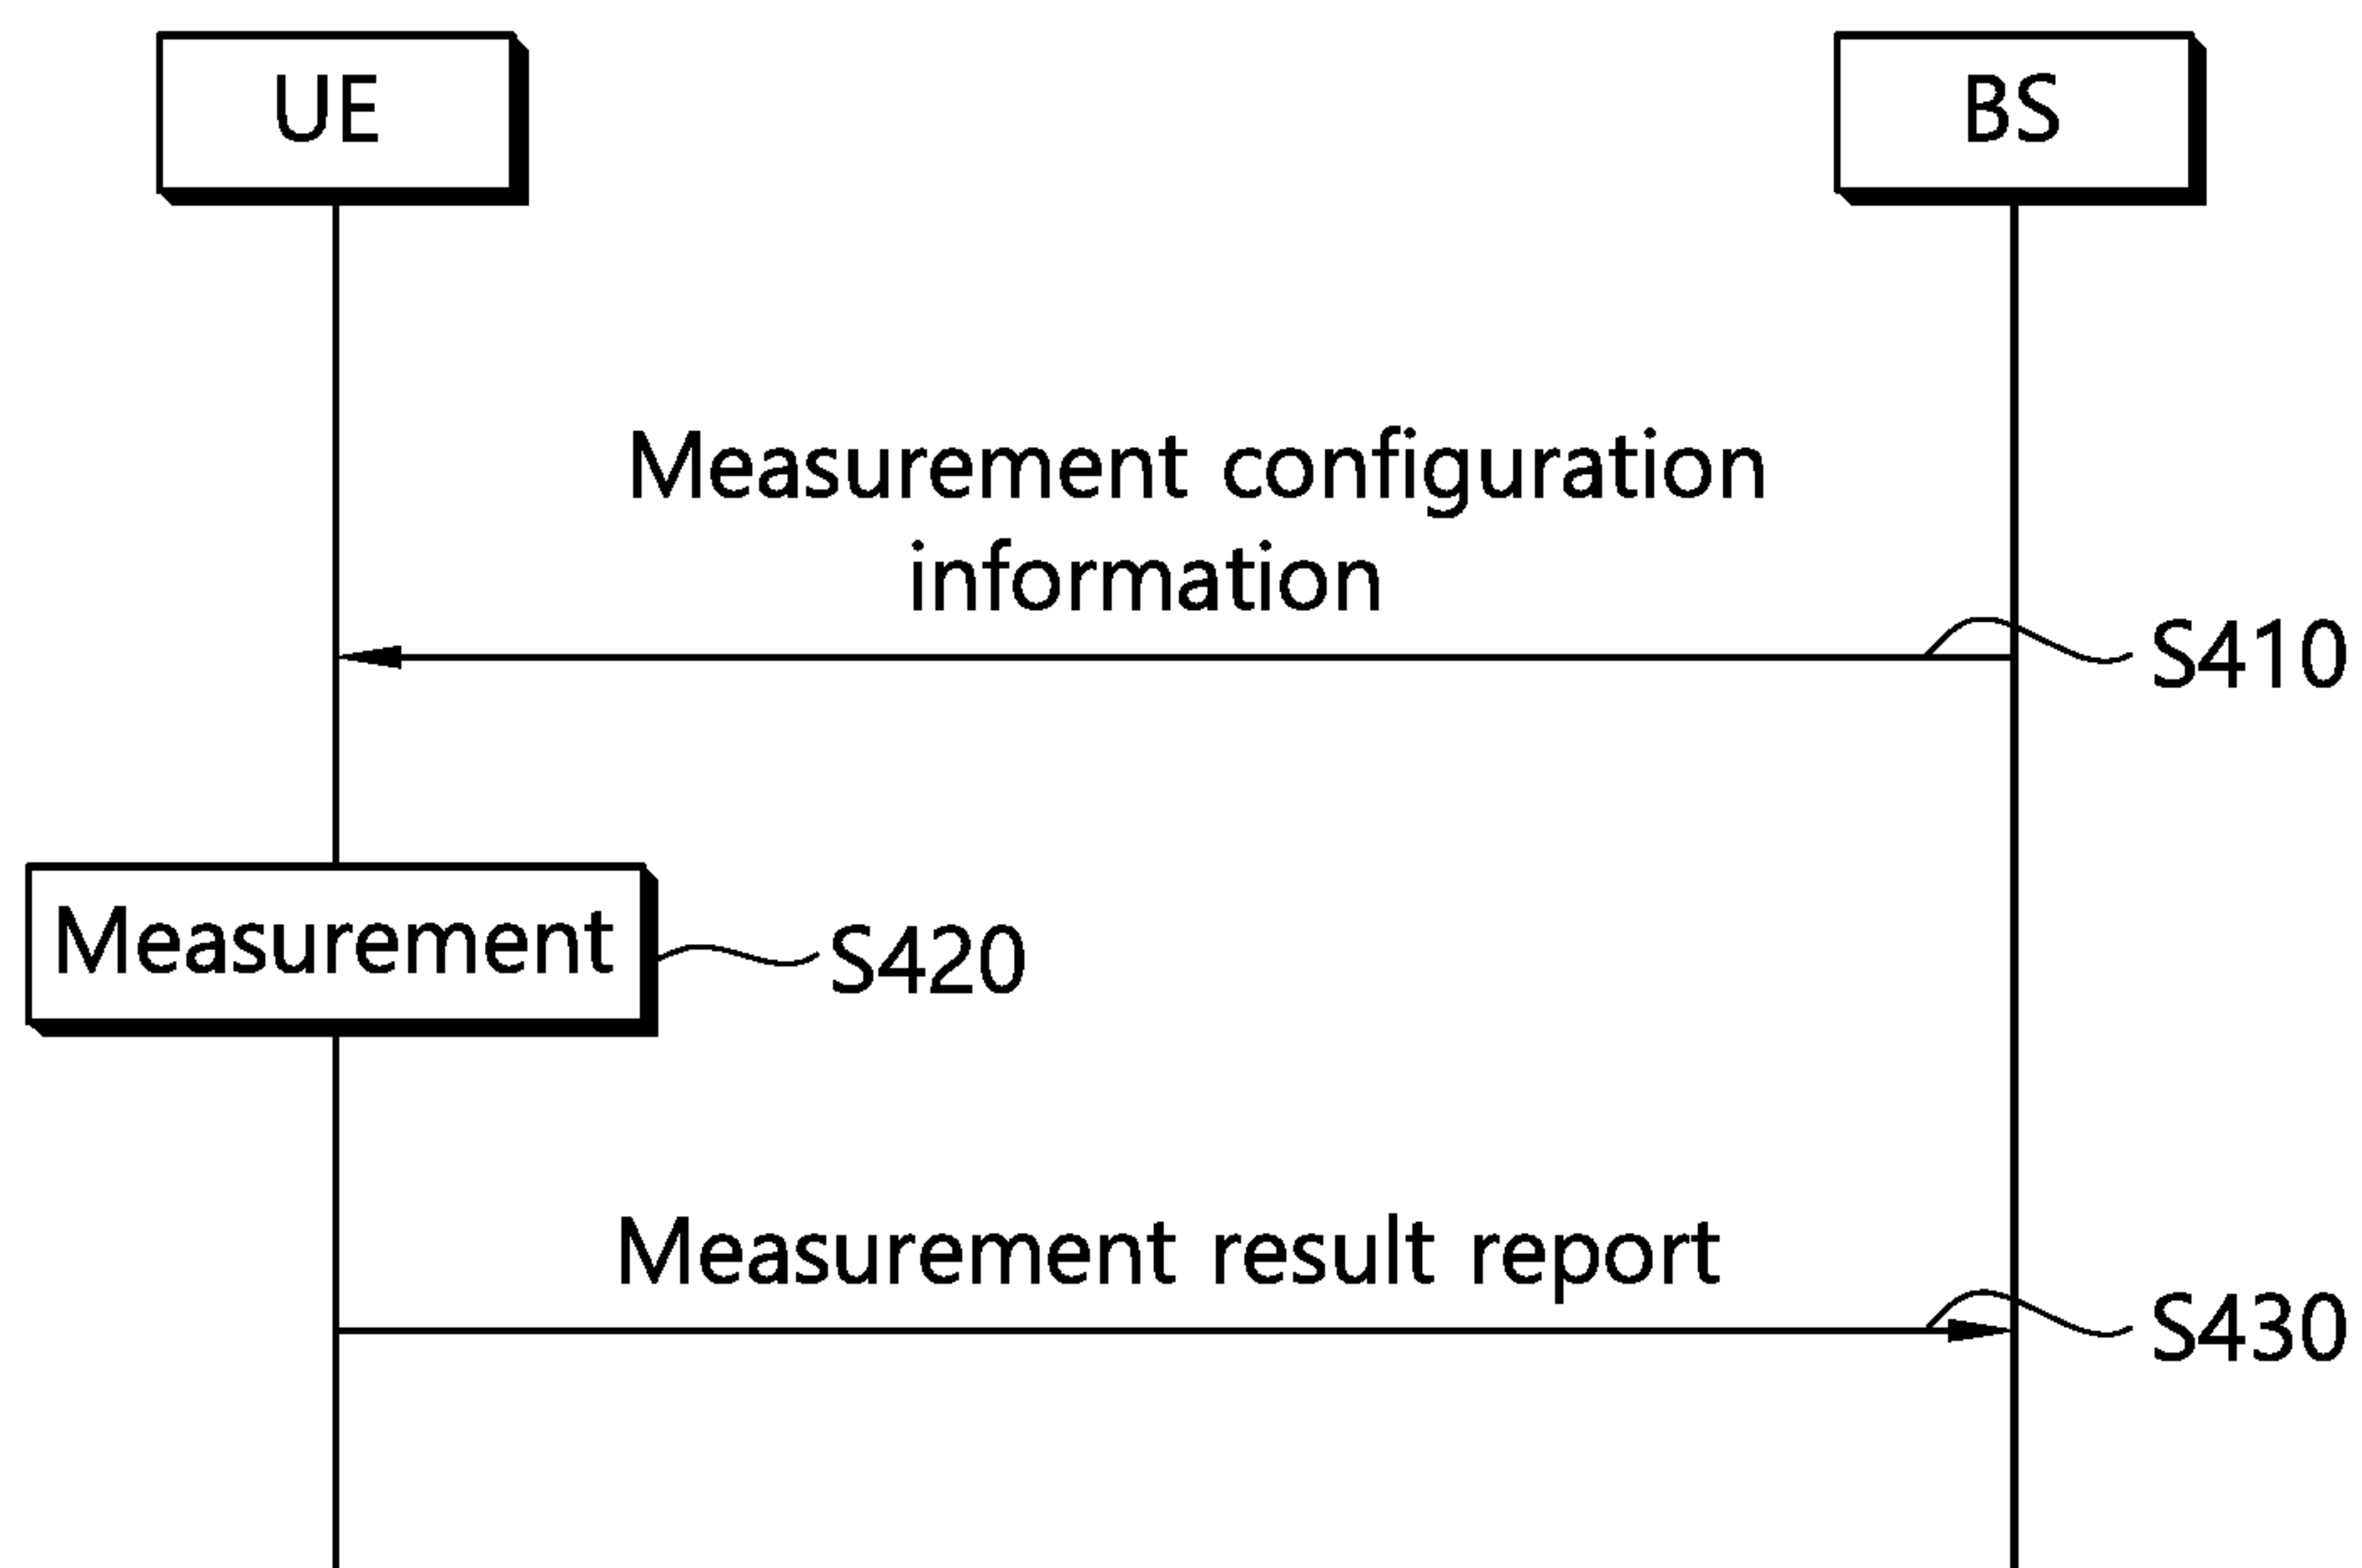 UE
BS
Measurement configuration
information
S410
Measurement
S420
Measurement result report
S430